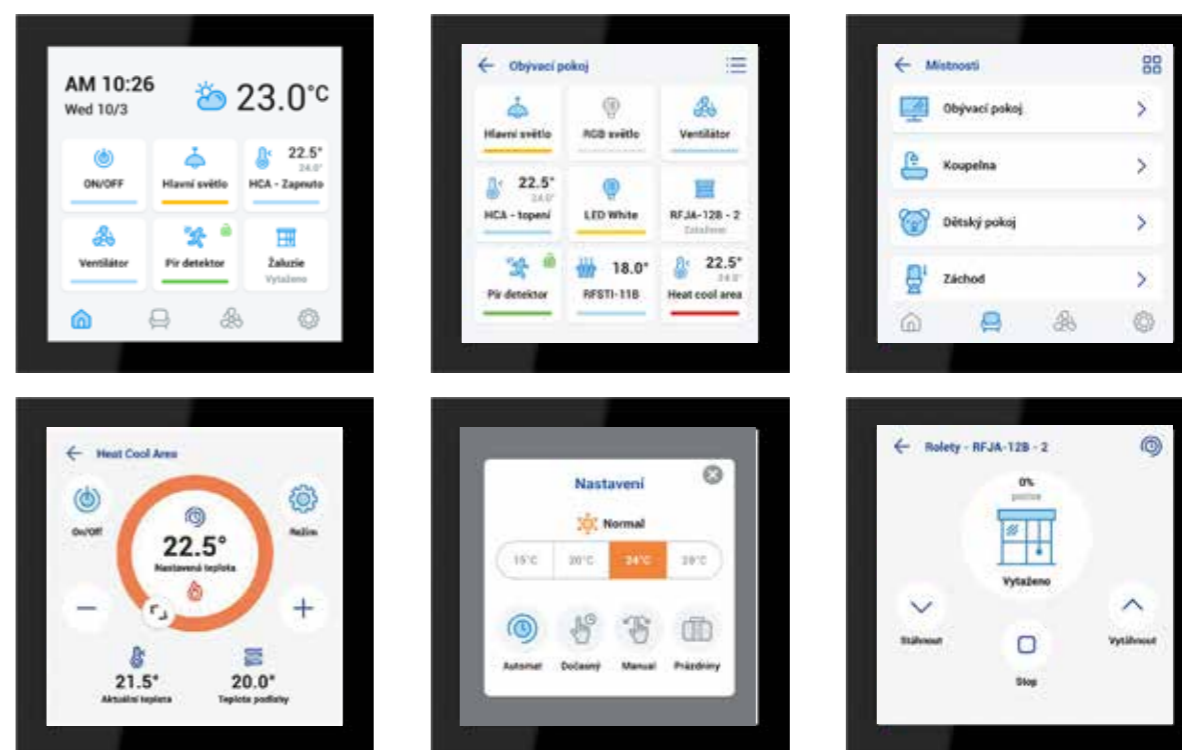 AM 10:26
Wed 10/3
23.0°C
ON/OFF
Hlavní světlo
22.5°
24.0°
HCA - Zapnuto
Ventilátor
Pir detektor
Žaluzie
Vytaženo
Obývací pokoj
Hlavní světlo
RGB světlo
Ventilátor
22.5°
24.0°
HCA - topení
LED White
RFJA-12B - 2
Zataženo
Pir detektor
18.0°
RFSTI-11B
22.5°
24.0°
Heat cool area
Místnosti
Obývací pokoj
Koupelna
Dětský pokoj
Záchod
Heat Cool Area
On/Off
Režim
22.5°
Nastavená teplota
21.5°
Aktuální teplota
20.0°
Teplota podlahy
Nastavení
Normal
20°C
24°C
28°C
Automat
Dočasný
Manual
Prázdniny
Rolety - RFJA-12B - 2
0%
pozice
Vytaženo
Stáhnout
Vytáhnout
Stop